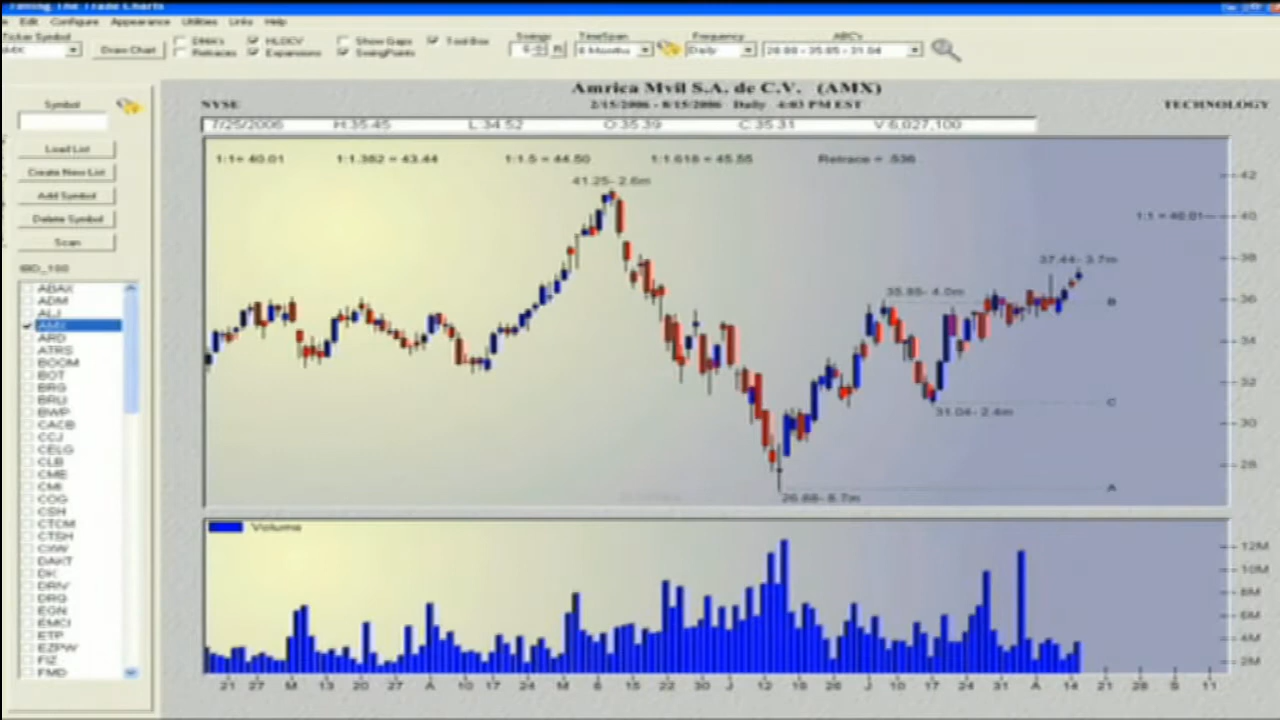 Timing The Trade Charts
Edit Configure Appearance Utilities Links Help
Ticker Symbol
AMX
Draw Chart
DMA's
Retraces
HLOCV
Expansions
Show Gaps
SwingPoints
Tool Box
Swings
R
TimeSpan
6 Months
Frequency
Daily
ABC's
26.88 - 35.85 - 31.04
Amrica Mvil S.A. de C.V. (AMX)
NYSE
2/15/2006 - 8/15/2006 Daily 4:03 PM EST
TECHNOLOGY
7/25/2006 H:35.45 L:34.52 O:35.39 C:35.31 V:6,027,100
1:1= 40.01 1:1.382 = 43.44 1:1.5 = 44.50 1:1.618 = 45.55 Retrace = .536
41.25- 2.6m
1:1 = 40.01
37.44- 3.7m
35.85- 4.0m
B
C
31.04- 2.4m
A
26.88- 8.7m
42
40
38
36
34
32
30
28
Volume
12M
10M
8M
6M
4M
2M
21 27 M 13 20 27 A 10 17 24 M 8 15 22 30 J 12 19 26 J 10 17 24 31 A 14 21 28 S 11
Symbol
Load List
Create New List
Add Symbol
Delete Symbol
Scan
IBD_100
ABAX
ADM
ALJ
AMX
ARD
ATRS
BOOM
BOT
BRG
BRLI
BWP
CACB
CCJ
CELG
CLB
CME
CMI
COG
CSH
CTCM
CTSH
CXW
DAKT
DK
DRIV
DRQ
EGN
EMCI
ETP
EZPW
FIZ
FMD